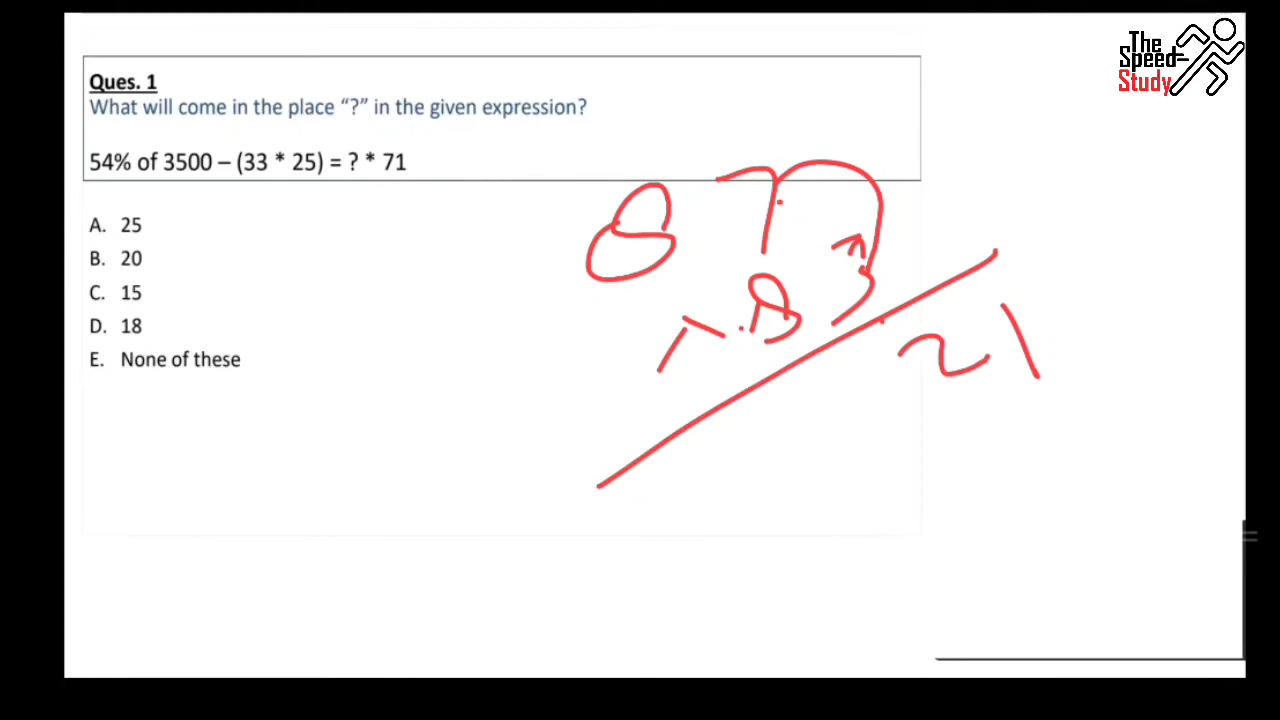 The
Speed
Study
Ques. 1
What will come in the place “?” in the given expression?
54% of 3500 – (33 * 25) = ? * 71
A. 25
B. 20
C. 15
D. 18
E. None of these
21